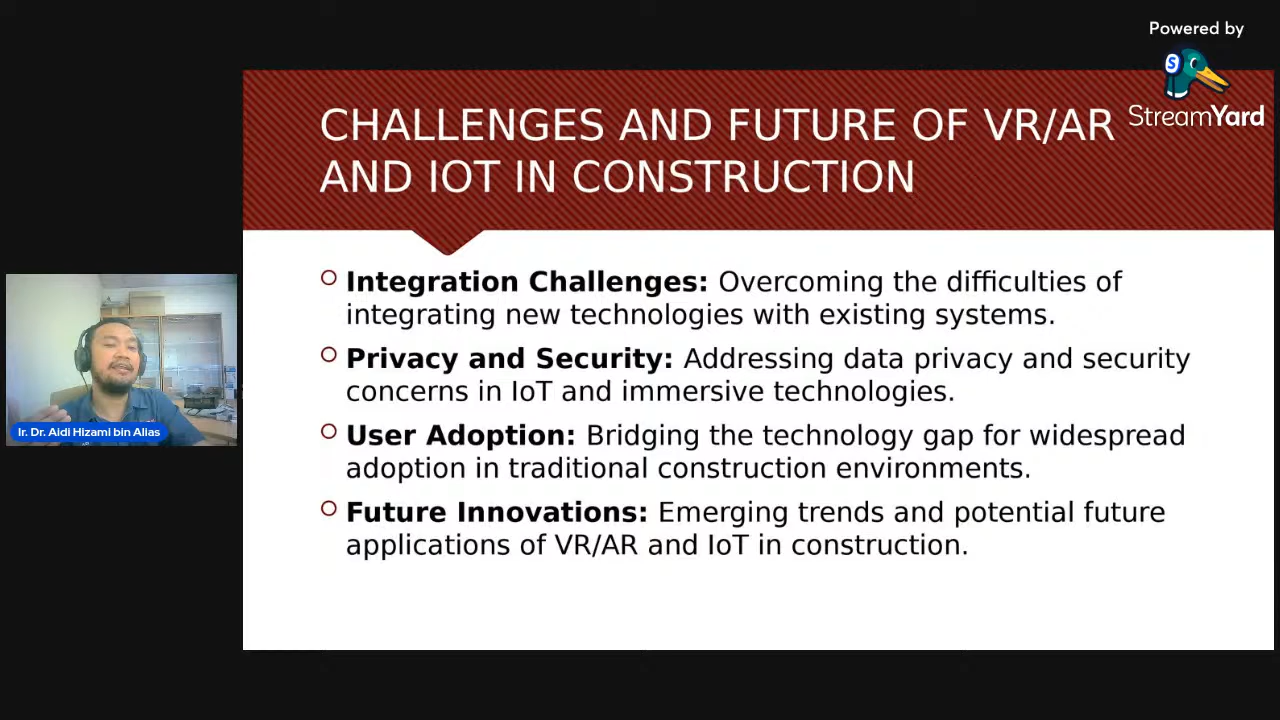 Powered by
StreamYard
CHALLENGES AND FUTURE OF VR/AR
AND IOT IN CONSTRUCTION
Integration Challenges: Overcoming the difficulties of
integrating new technologies with existing systems.
Privacy and Security: Addressing data privacy and security
concerns in IoT and immersive technologies.
User Adoption: Bridging the technology gap for widespread
adoption in traditional construction environments.
Future Innovations: Emerging trends and potential future
applications of VR/AR and IoT in construction.
Ir. Dr. Aidi Hizami bin Alias